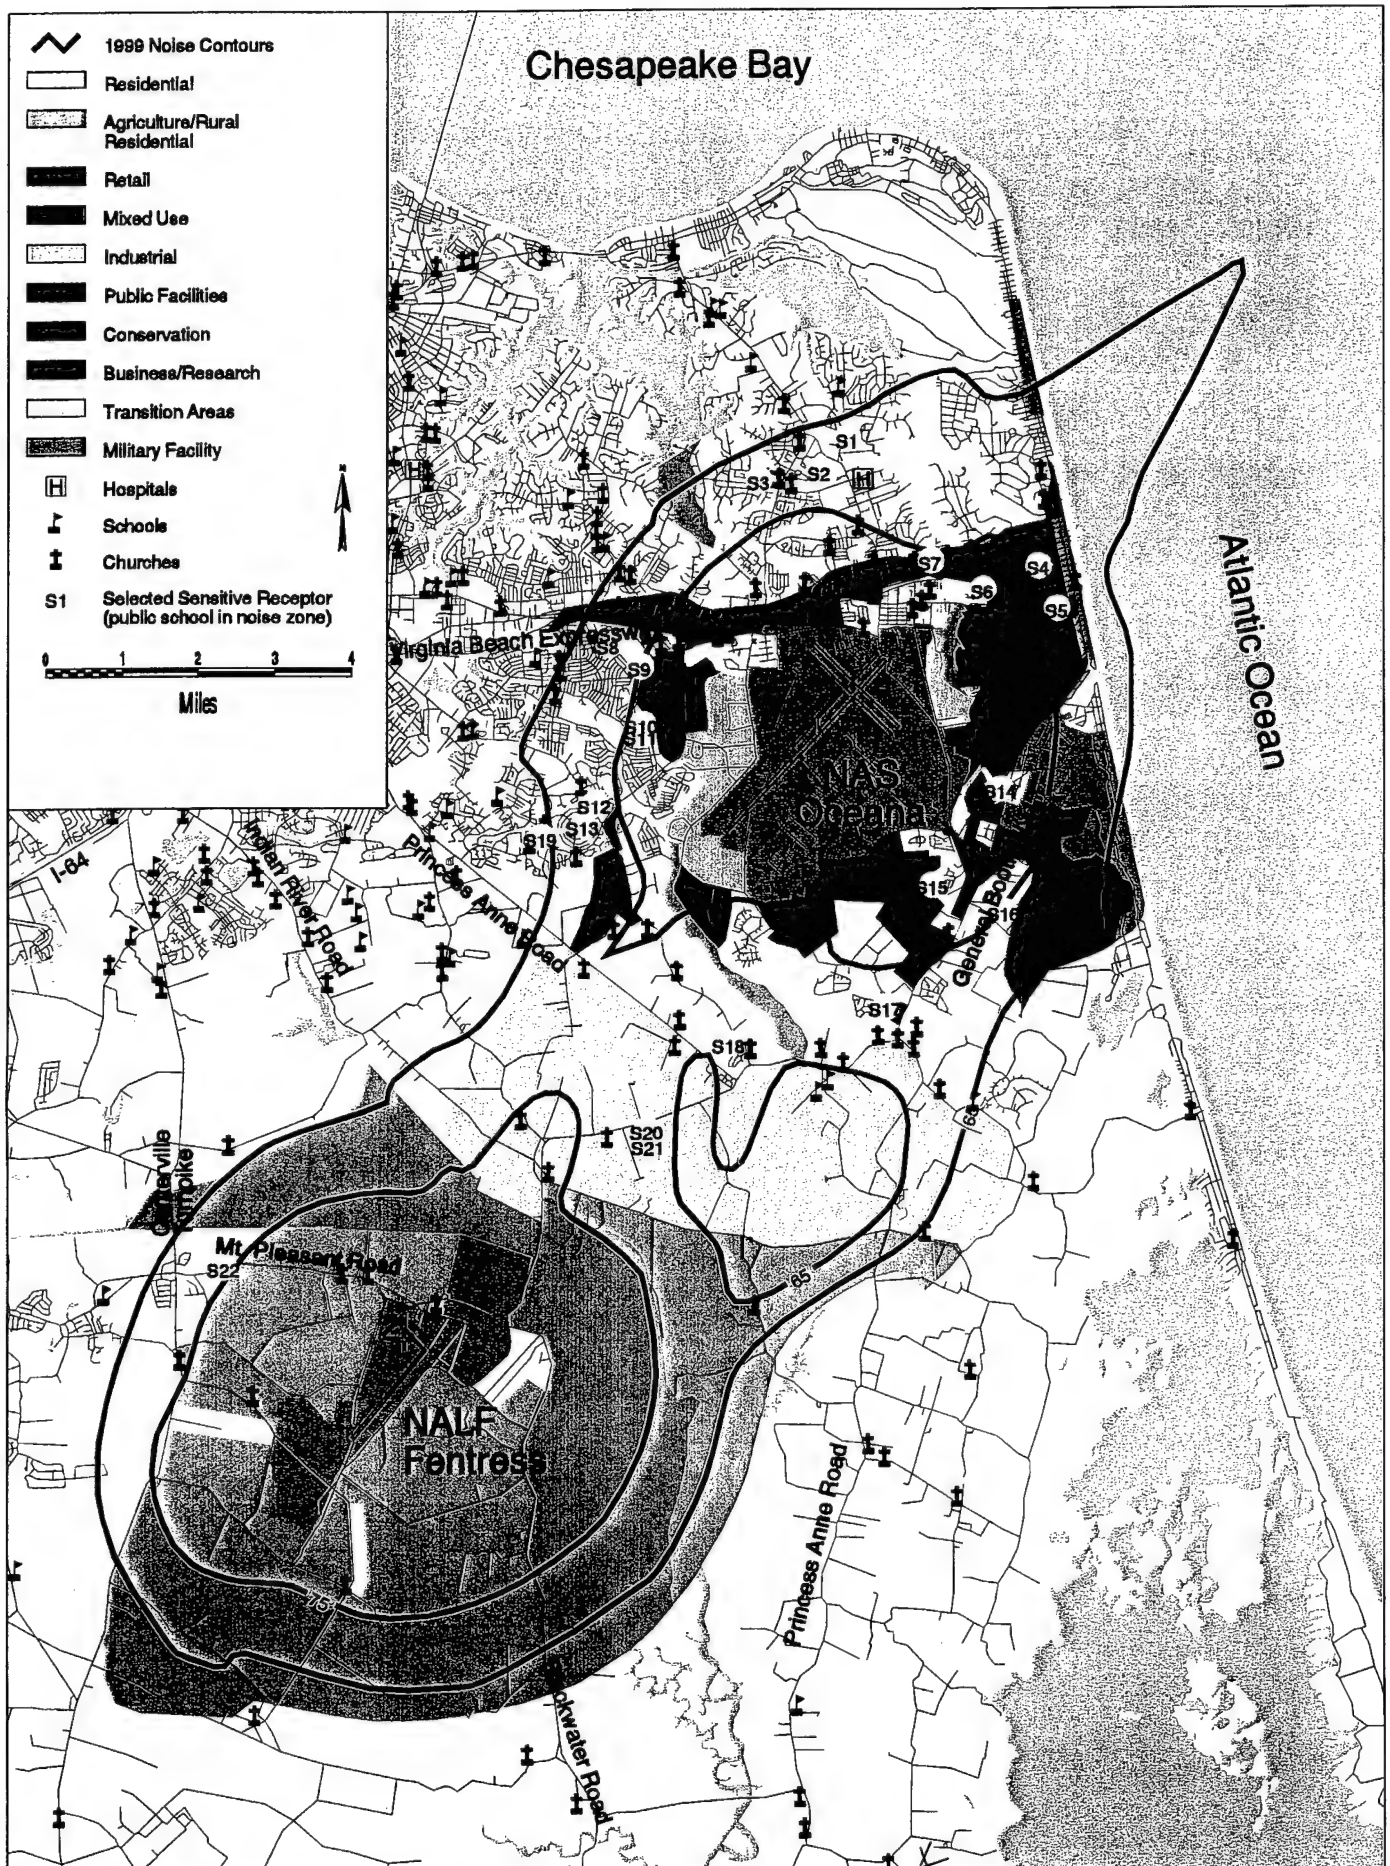 1999 Noise Contours
Residential
Agriculture/Rural
Residential
Retail
Mixed Use
Industrial
Public Facilities
Conservation
Business/Research
Transition Areas
Military Facility
H Hospitals
Schools
Churches
S1 Selected Sensitive Receptor
(public school in noise zone)
N
0 1 2 3 4
Miles
Chesapeake Bay
Atlantic Ocean
S1
S2
S3
H
H
S7
S4
S6
S5
Virginia Beach Expressw
S8
S9
S10
S11
NAS
Oceana
S14
S12
S13
S19
S15
S16
General Boo
I-64
Indian River Road
Princess Anne Road
S17
S18
S20
S21
65
65
Turnpike
Mt. Pleasant Road
S22
NALF
Fentress
75
Princess Anne Road
okwater Road